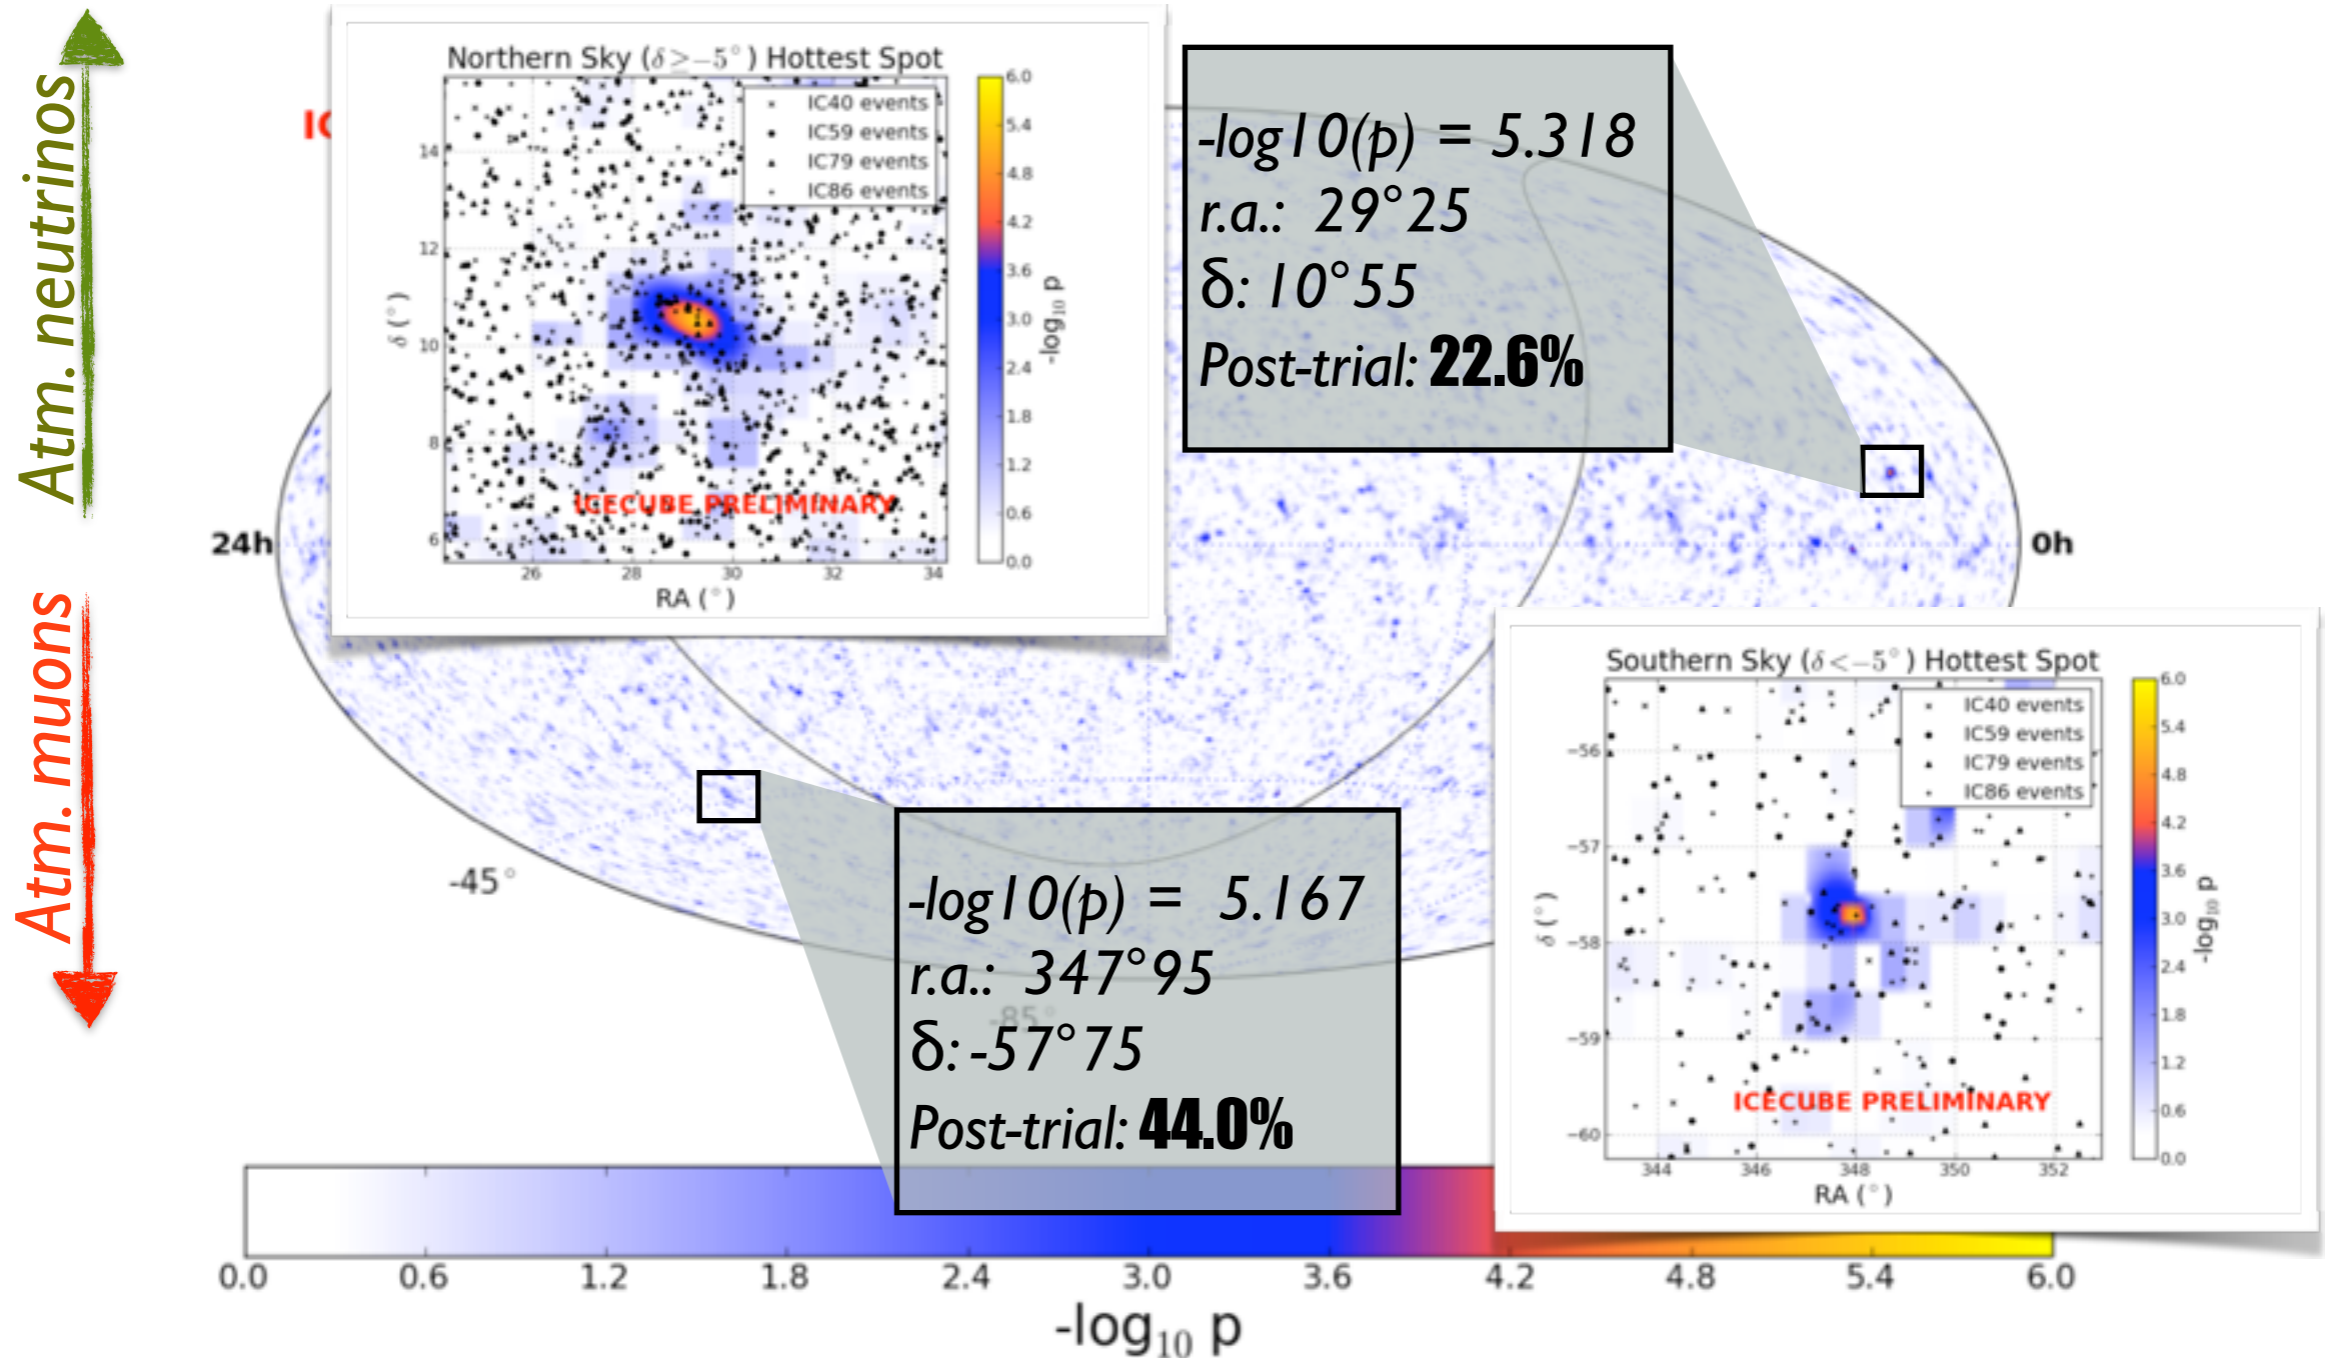 Atm. neutrinos
Atm. muons
IC
Northern Sky (δ ≥ −5°) Hottest Spot
IC40 events
IC59 events
IC79 events
IC86 events
14
12
10
8
6
δ (°)
26 28 30 32 34
RA (°)
ICECUBE PRELIMINARY
6.0
5.4
4.8
4.2
3.6
3.0
2.4
1.8
1.2
0.6
0.0
-log₁₀ p
-log10(p) = 5.318
r.a.: 29°25
δ: 10°55
Post-trial: 22.6%
24h
0h
-45°
-85°
-log10(p) = 5.167
r.a.: 347°95
δ: -57°75
Post-trial: 44.0%
Southern Sky (δ < −5°) Hottest Spot
IC40 events
IC59 events
IC79 events
IC86 events
−56
−57
−58
−59
−60
δ (°)
344 346 348 350 352
RA (°)
ICECUBE PRELIMINARY
6.0
5.4
4.8
4.2
3.6
3.0
2.4
1.8
1.2
0.6
0.0
-log₁₀ p
0.0 0.6 1.2 1.8 2.4 3.0 3.6 4.2 4.8 5.4 6.0
-log₁₀ p